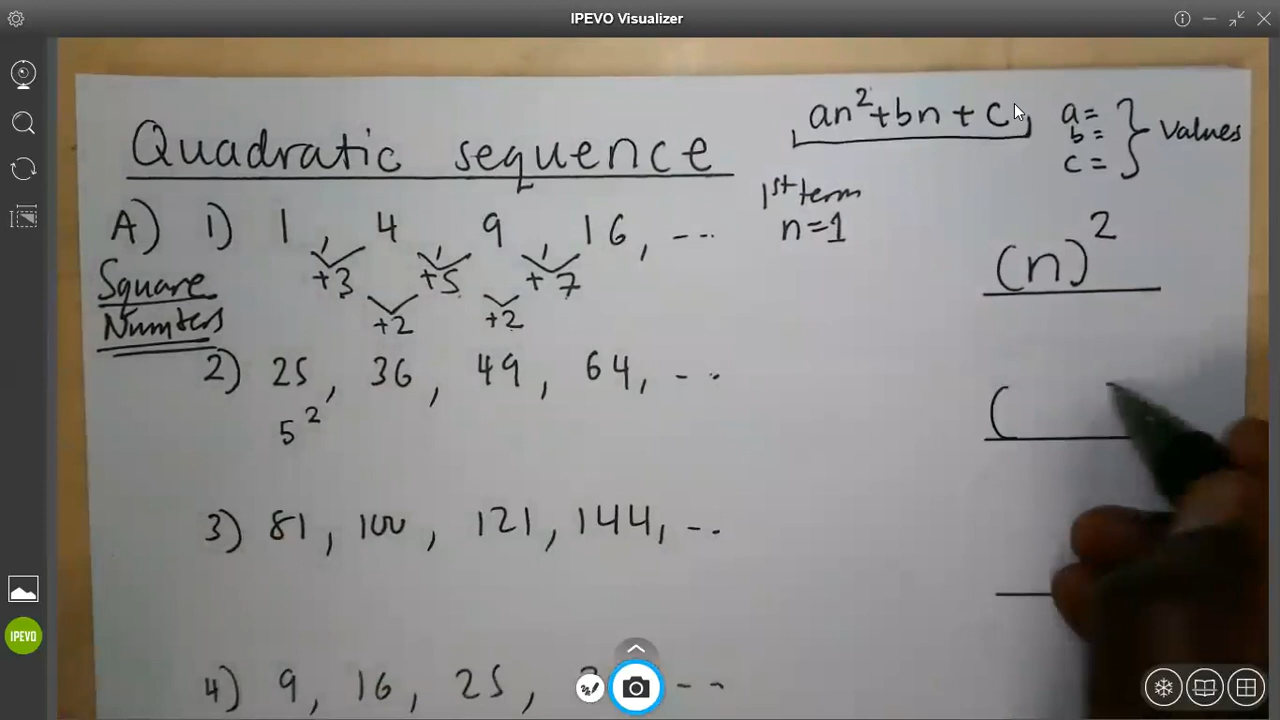 IPEVO Visualizer
Quadratic sequence
an²+bn + c
a=
b=
c=
values
1st term
n=1
A) 1) 1, 4, 9, 16, ---
+3 +5 +7
+2 +2
Square
Numbers
(n)²
2) 25, 36, 49, 64, ---
5²
(
3) 81, 100, 121, 144, ---
4) 9, 16, 25, ---
IPEVO